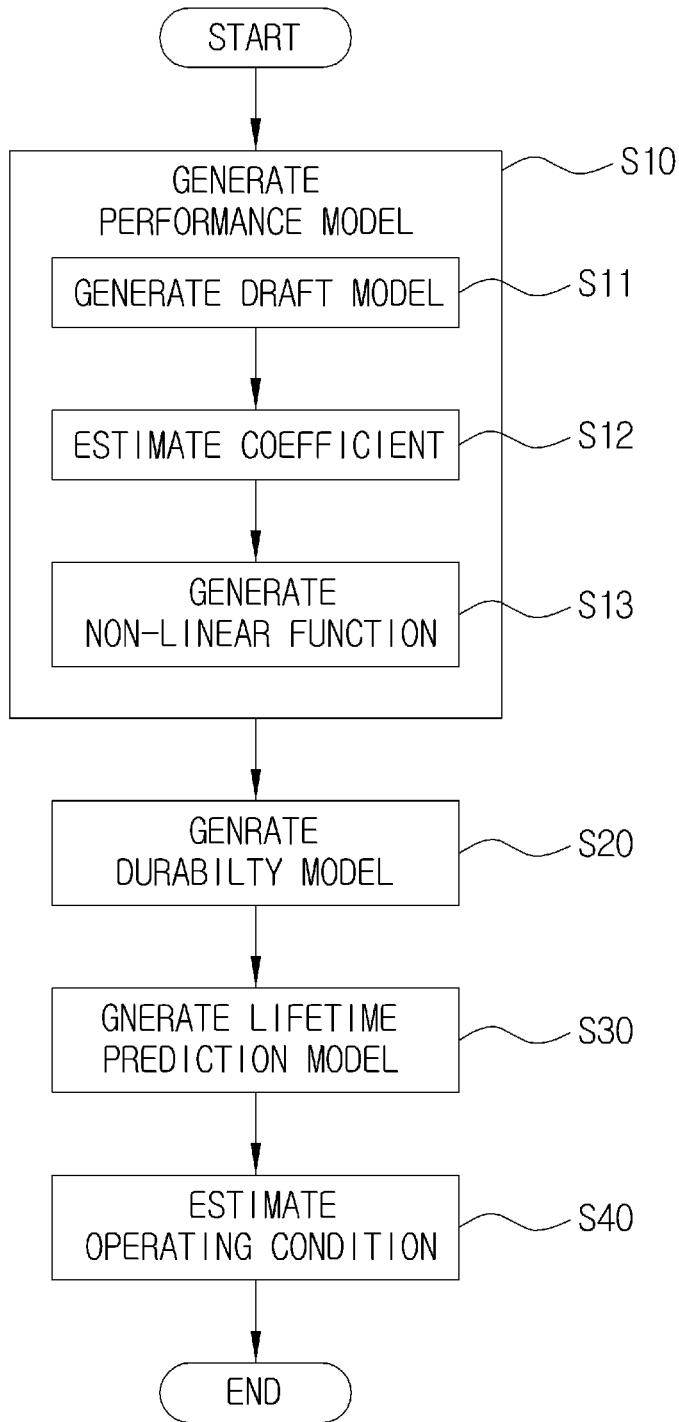 START
GENERATE
PERFORMANCE MODEL
S10
GENERATE DRAFT MODEL
S11
ESTIMATE COEFFICIENT
S12
GENERATE
NON-LINEAR FUNCTION
S13
GENRATE
DURABILTY MODEL
S20
GNERATE LIFETIME
PREDICTION MODEL
S30
ESTIMATE
OPERATING CONDITION
S40
END